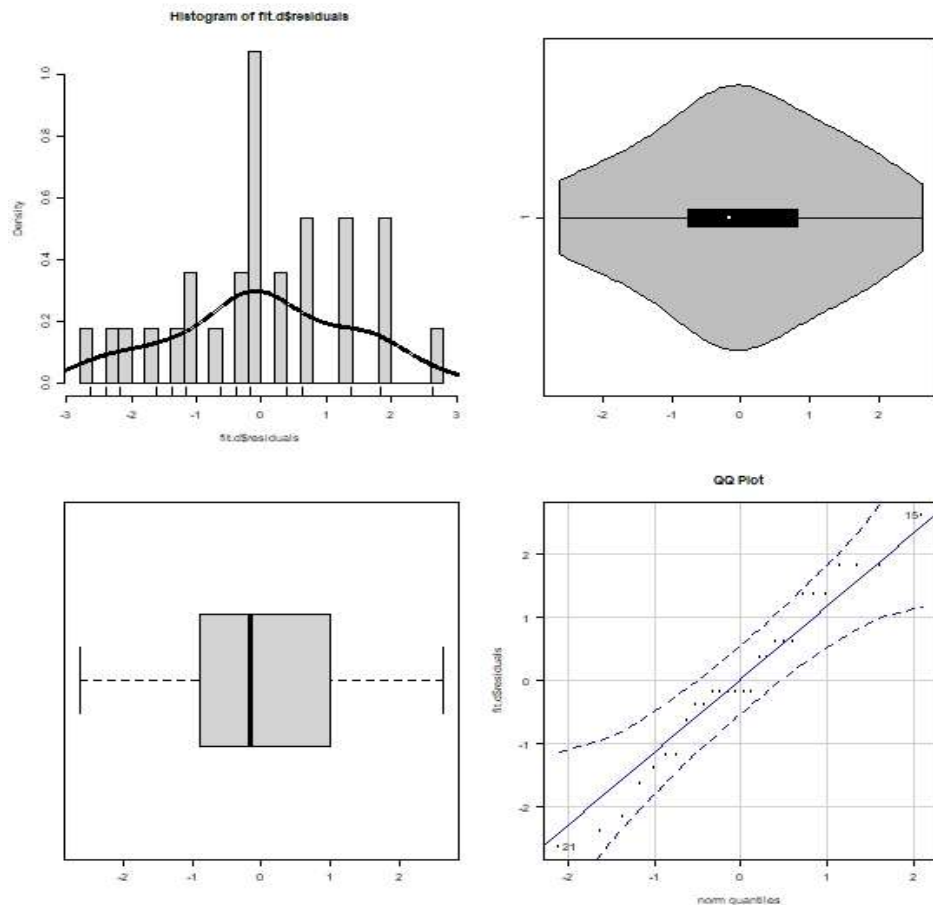 Histogram of fit.d$residuals
Density
0.0 0.2 0.4 0.6 0.8 1.0
-3 -2 -1 0 1 2 3
fit.d$residuals
1
-2 -1 0 1 2
-2 -1 0 1 2
QQ Plot
fit.d$residuals
-2 -1 0 1 2
15
21
-2 -1 0 1 2
norm quantiles